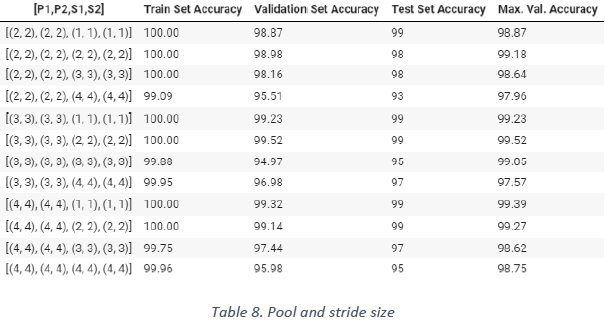 [P1,P2,S1,S2] Train Set Accuracy Validation Set Accuracy Test Set Accuracy Max. Val. Accuracy
[(2, 2), (2, 2), (1, 1), (1, 1)] 100.00 98.87 99 98.87
[(2, 2), (2, 2), (2, 2), (2, 2)] 100.00 98.98 98 99.18
[(2, 2), (2, 2), (3, 3), (3, 3)] 100.00 98.16 98 98.64
[(2, 2), (2, 2), (4, 4), (4, 4)] 99.09 95.51 93 97.96
[(3, 3), (3, 3), (1, 1), (1, 1)] 100.00 99.23 99 99.23
[(3, 3), (3, 3), (2, 2), (2, 2)] 100.00 99.52 99 99.52
[(3, 3), (3, 3), (3, 3), (3, 3)] 99.88 94.97 95 99.05
[(3, 3), (3, 3), (4, 4), (4, 4)] 99.95 96.98 97 97.57
[(4, 4), (4, 4), (1, 1), (1, 1)] 100.00 99.32 99 99.39
[(4, 4), (4, 4), (2, 2), (2, 2)] 100.00 99.14 99 99.27
[(4, 4), (4, 4), (3, 3), (3, 3)] 99.75 97.44 97 98.62
[(4, 4), (4, 4), (4, 4), (4, 4)] 99.96 95.98 95 98.75
Table 8. Pool and stride size